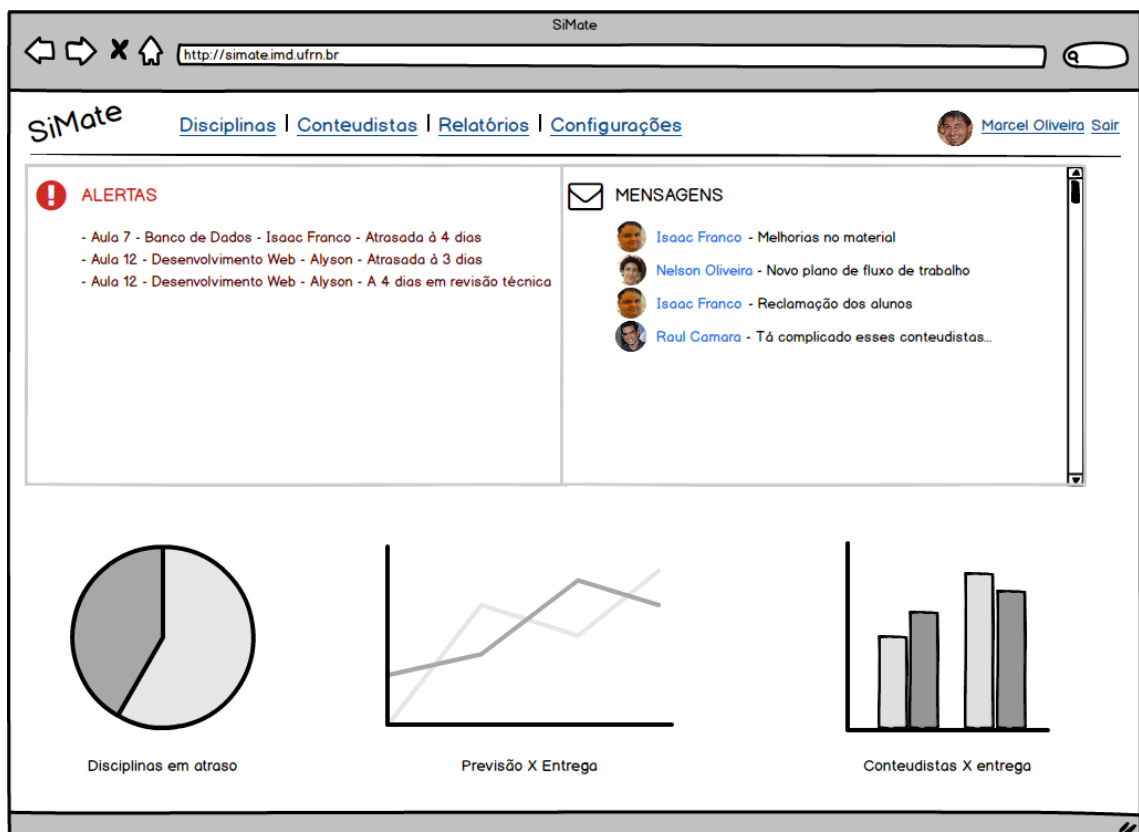 SiMate
http://simate.imd.ufrn.br
SiMate
Disciplinas | Conteudistas | Relatórios | Configurações
Marcel Oliveira Sair
ALERTAS
- Aula 7 - Banco de Dados - Isaac Franco - Atrasada à 4 dias
- Aula 12 - Desenvolvimento Web - Alyson - Atrasada à 3 dias
- Aula 12 - Desenvolvimento Web - Alyson - A 4 dias em revisão técnica
MENSAGENS
Isaac Franco - Melhorias no material
Nelson Oliveira - Novo plano de fluxo de trabalho
Isaac Franco - Reclamação dos alunos
Raul Camara - Tá complicado esses conteudistas...
Disciplinas em atraso
Previsão X Entrega
Conteudistas X entrega